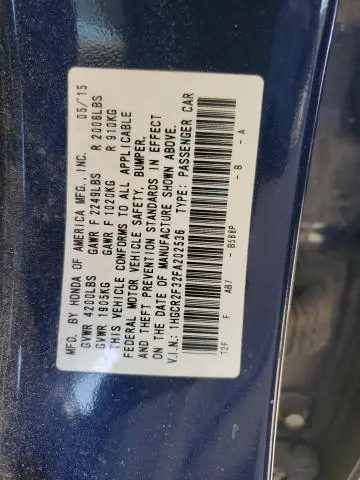 MFD. BY HONDA OF AMERICA MFG., INC. 05/'15
GVWR 4200LBS GAWR F 2249LBS R 2006LBS
GVWR 1905KG GAWR F 1020KG R 910KG
THIS VEHICLE CONFORMS TO ALL APPLICABLE
FEDERAL MOTOR VEHICLE SAFETY, BUMPER,
AND THEFT PREVENTION STANDARDS IN EFFECT
ON THE DATE OF MANUFACTURE SHOWN ABOVE.
V.I.N.: 1HGCR2F32FA202536 TYPE: PASSENGER CAR
T2F F AB7 - B588P - B - A